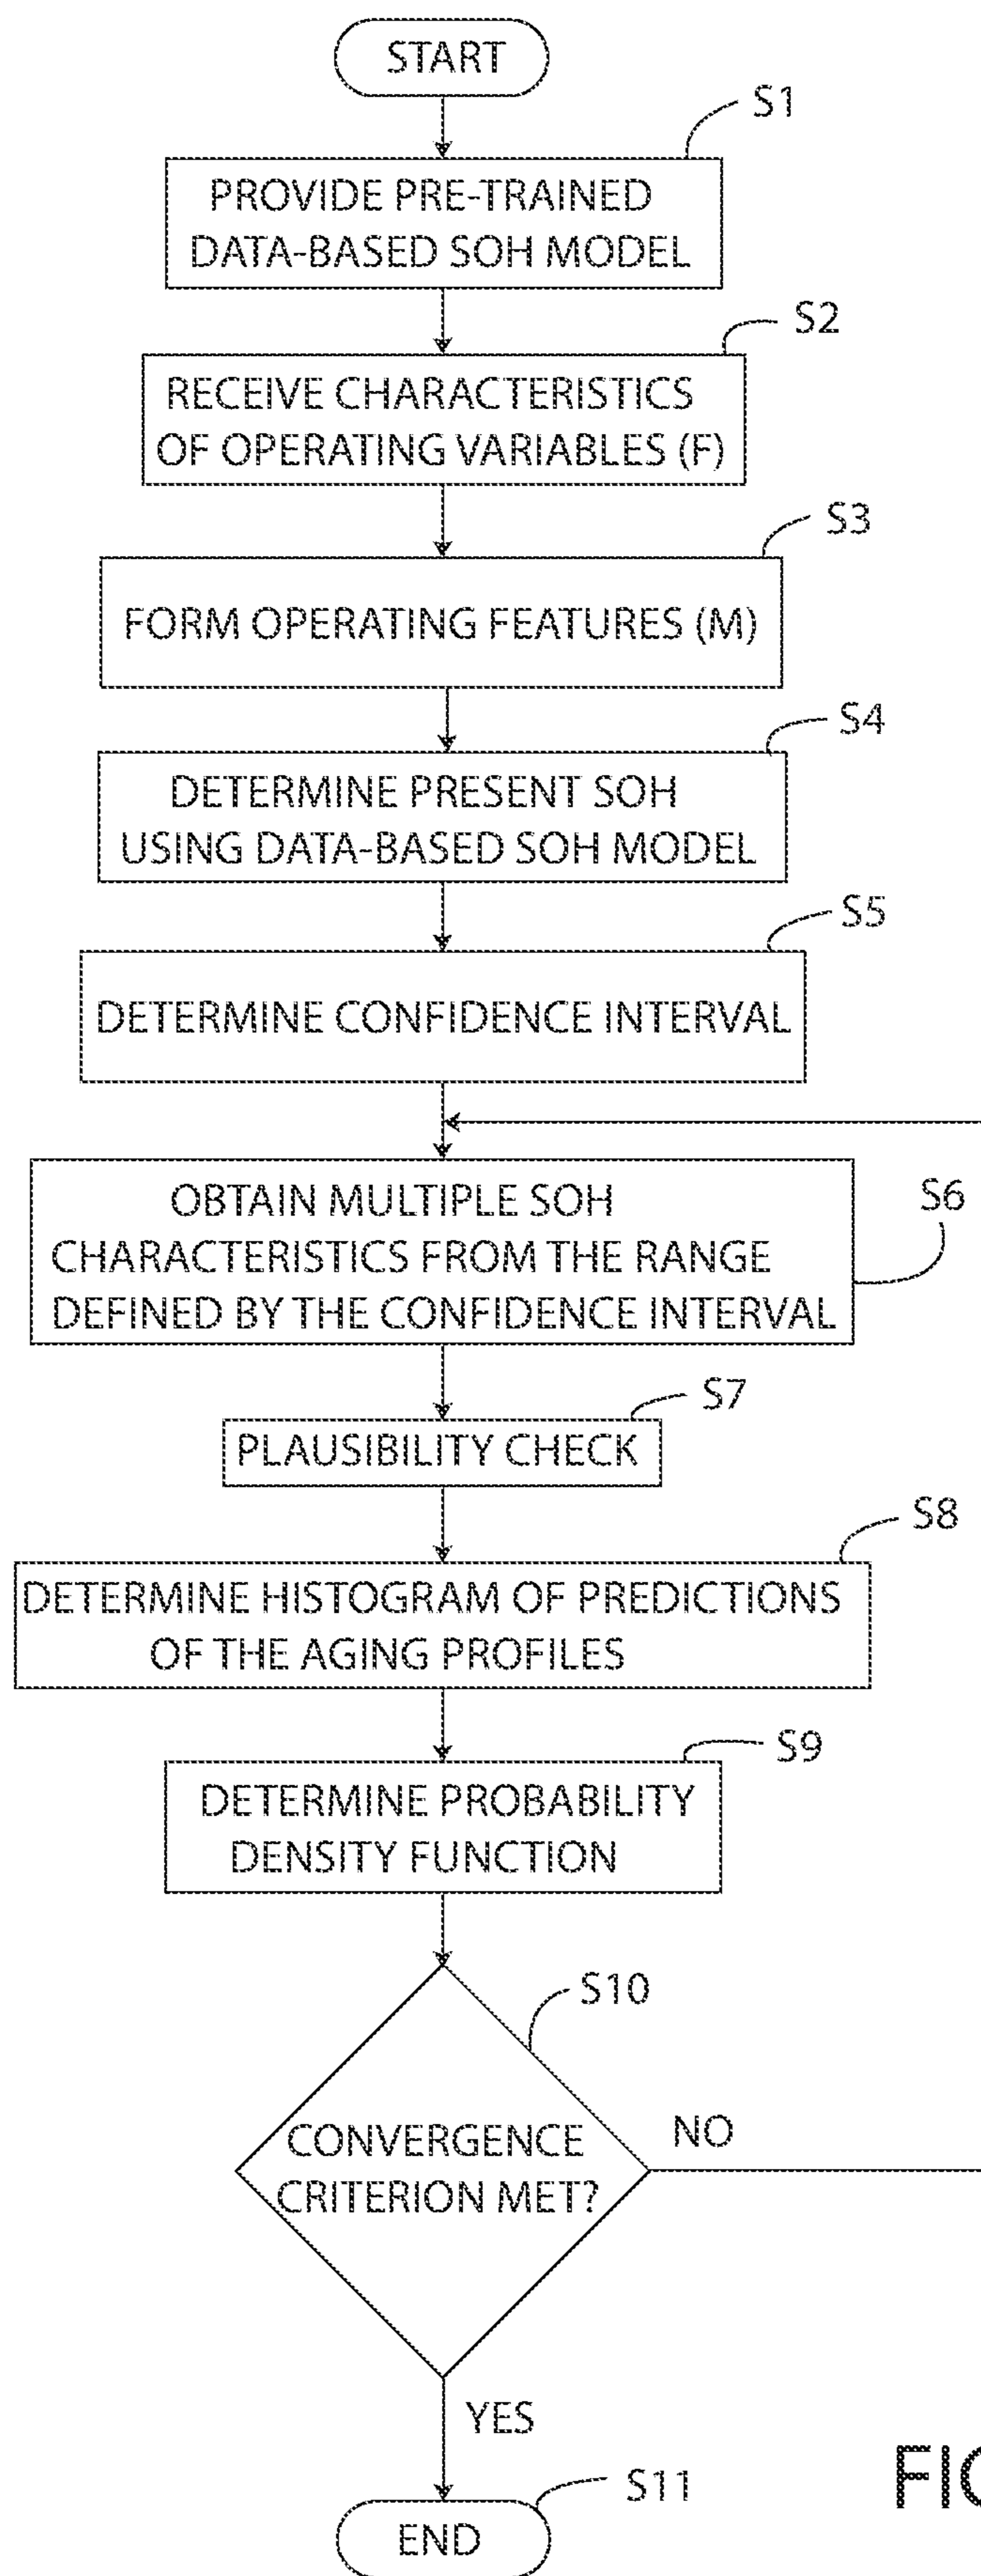 START
S1
PROVIDE PRE-TRAINED
DATA-BASED SOH MODEL
S2
RECEIVE CHARACTERISTICS
OF OPERATING VARIABLES (F)
S3
FORM OPERATING FEATURES (M)
S4
DETERMINE PRESENT SOH
USING DATA-BASED SOH MODEL
S5
DETERMINE CONFIDENCE INTERVAL
S6
OBTAIN MULTIPLE SOH
CHARACTERISTICS FROM THE RANGE
DEFINED BY THE CONFIDENCE INTERVAL
S7
PLAUSIBILITY CHECK
S8
DETERMINE HISTOGRAM OF PREDICTIONS
OF THE AGING PROFILES
S9
DETERMINE PROBABILITY
DENSITY FUNCTION
S10
CONVERGENCE
CRITERION MET?
NO
YES
S11
END